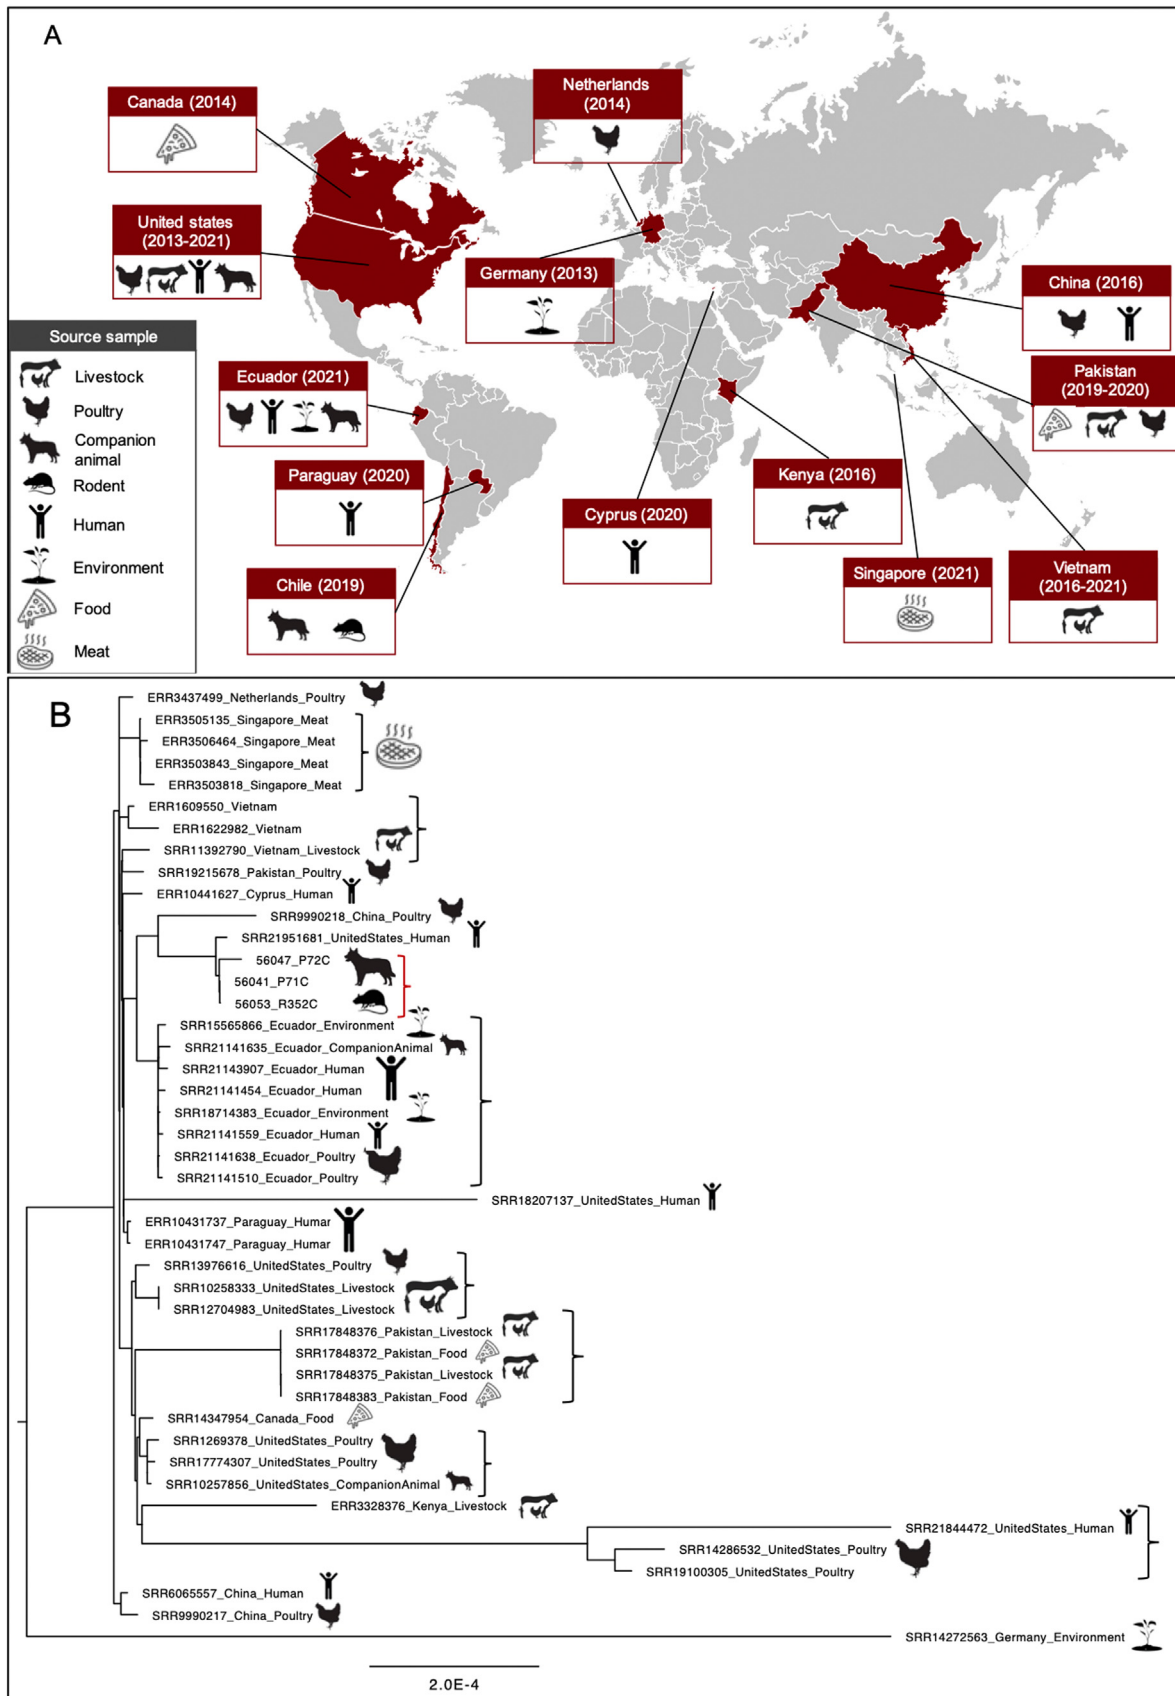 A
Canada (2014)
Netherlands
(2014)
United states
(2013-2021)
Germany (2013)
China (2016)
Source sample
Livestock
Poultry
Companion
animal
Rodent
Human
Environment
Food
Meat
Ecuador (2021)
Pakistan
(2019-2020)
Paraguay (2020)
Kenya (2016)
Cyprus (2020)
Chile (2019)
Singapore (2021)
Vietnam
(2016-2021)
B
ERR3437499_Netherlands_Poultry
ERR3505135_Singapore_Meat
ERR3506464_Singapore_Meat
ERR3503843_Singapore_Meat
ERR3503818_Singapore_Meat
ERR1609550_Vietnam
ERR1622982_Vietnam
SRR11392790_Vietnam_Livestock
SRR19215678_Pakistan_Poultry
ERR10441627_Cyprus_Human
SRR9990218_China_Poultry
SRR21951681_UnitedStates_Human
56047_P72C
56041_P71C
56053_R352C
SRR15565866_Ecuador_Environment
SRR21141635_Ecuador_CompanionAnimal
SRR21143907_Ecuador_Human
SRR21141454_Ecuador_Human
SRR18714383_Ecuador_Environment
SRR21141559_Ecuador_Human
SRR21141638_Ecuador_Poultry
SRR21141510_Ecuador_Poultry
SRR18207137_UnitedStates_Human
ERR10431737_Paraguay_Humar
ERR10431747_Paraguay_Humar
SRR13976616_UnitedStates_Poultry
SRR10258333_UnitedStates_Livestock
SRR12704983_UnitedStates_Livestock
SRR17848376_Pakistan_Livestock
SRR17848372_Pakistan_Food
SRR17848375_Pakistan_Livestock
SRR17848383_Pakistan_Food
SRR14347954_Canada_Food
SRR1269378_UnitedStates_Poultry
SRR17774307_UnitedStates_Poultry
SRR10257856_UnitedStates_CompanionAnimal
ERR3328376_Kenya_Livestock
SRR21844472_UnitedStates_Human
SRR14286532_UnitedStates_Poultry
SRR19100305_UnitedStates_Poultry
SRR6065557_China_Human
SRR9990217_China_Poultry
SRR14272563_Germany_Environment
2.0E-4